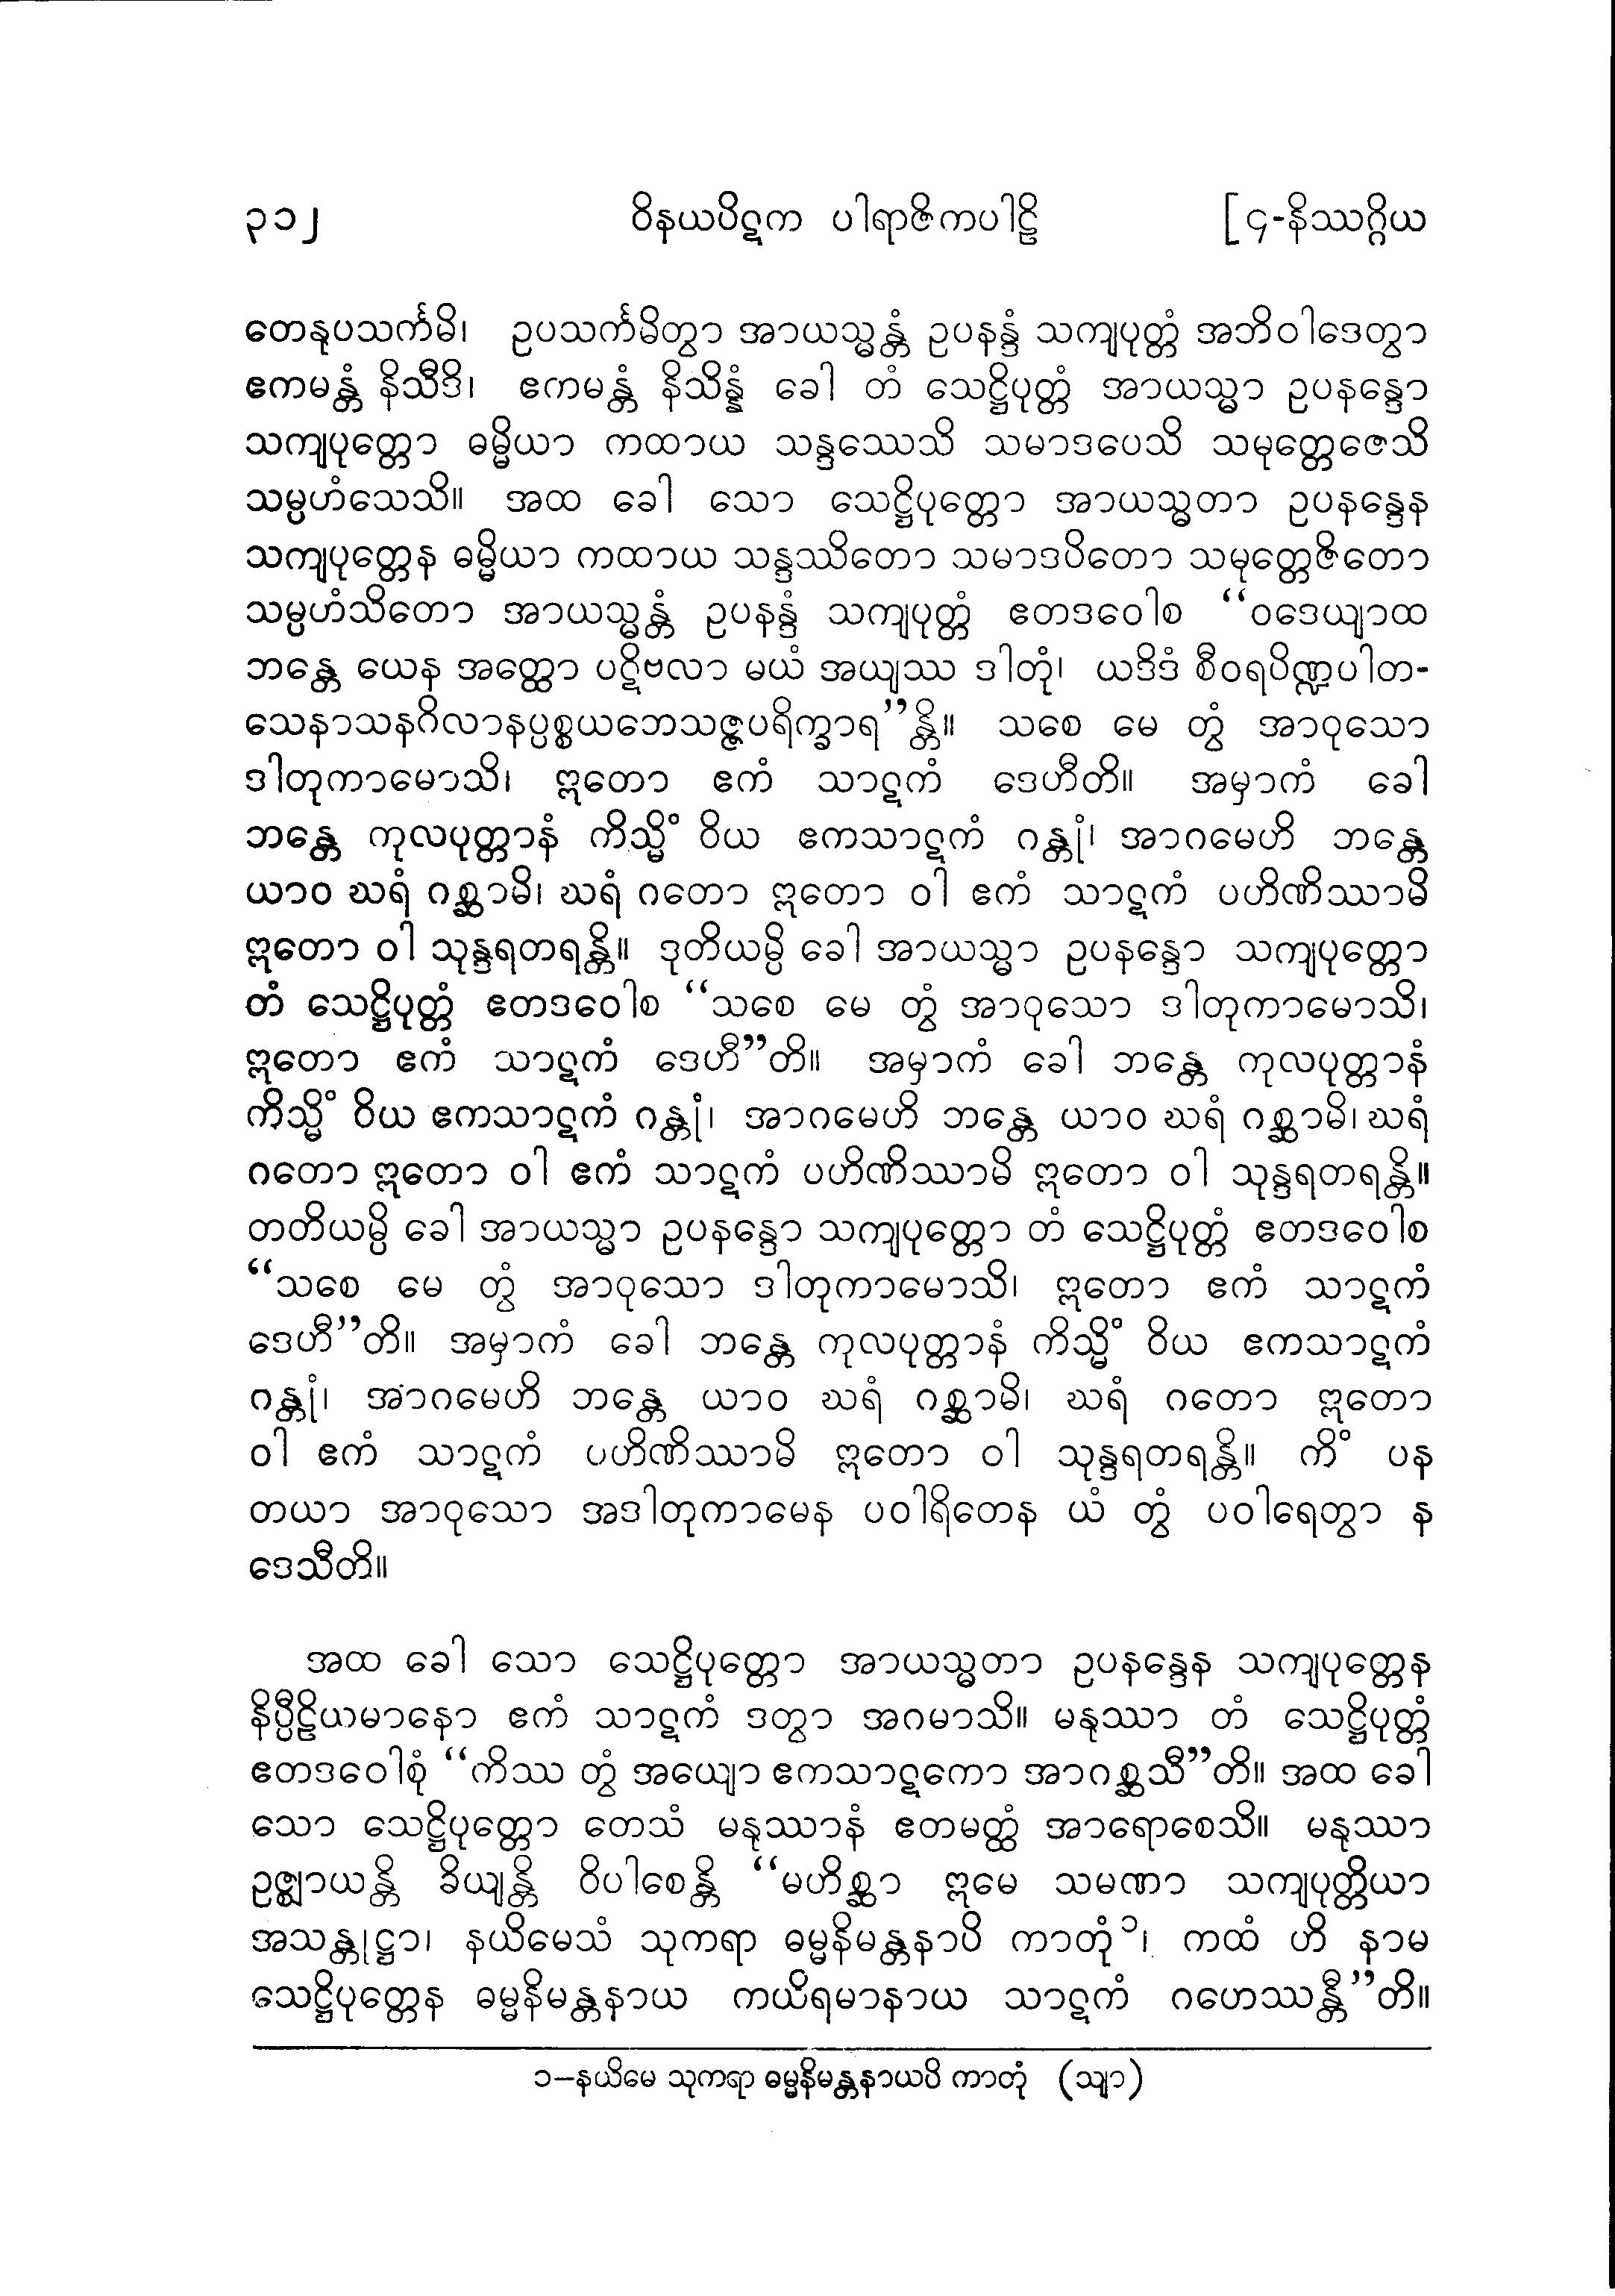 ၃၁၂ ဝိနယပိဋက ပါရာဇိကပါဠိ [၄-နိဿဂ္ဂိယ
တေနုပသင်္ကမိ၊ ဥပသင်္ကမိတွာ အာယသ္မန္တံ ဥပနန္ဒံ သကျပုတ္တံ အဘိဝါဒေတွာ
ဧကမန္တံ နိသီဒိ၊ ဧကမန္တံ နိသိန္နံ ခေါ တံ သေဋ္ဌိပုတ္တံ အာယသ္မာ ဥပနန္ဒော
သကျပုတ္တော ဓမ္မိယာ ကထာယ သန္ဒဿေသိ သမာဒပေသိ သမုတ္တေဇေသိ
သမ္ပဟံသေသိ။ အထ ခေါ သော သေဋ္ဌိပုတ္တော အာယသ္မတာ ဥပနန္ဒေန
သကျပုတ္တေန ဓမ္မိယာ ကထာယ သန္ဒဿိတော သမာဒပိတော သမုတ္တေဇိတော
သမ္ပဟံသိတော အာယသ္မန္တံ ဥပနန္ဒံ သကျပုတ္တံ ဧတဒဝေါစ “ဝဒေယျာထ
ဘန္တေ ယေန အတ္ထော ပဋိဗလာ မယံ အယျဿ ဒါတုံ၊ ယဒိဒံ စီဝရပိဏ္ဍပါတ-
သေနာသနဂိလာနပ္ပစ္စယဘေသဇ္ဇပရိက္ခာရ”န္တိ။ သစေ မေ တွံ အာဝုသော
ဒါတုကာမောသိ၊ ဣတော ဧကံ သာဋကံ ဒေဟီတိ။ အမှာကံ ခေါ
ဘန္တေ ကုလပုတ္တာနံ ကိသ္မိံ ဝိယ ဧကသာဋကံ ဂန္တုံ၊ အာဂမေဟိ ဘန္တေ
ယာဝ ဃရံ ဂစ္ဆာမိ၊ ဃရံ ဂတော ဣတော ဝါ ဧကံ သာဋကံ ပဟိဏိဿာမိ
ဣတော ဝါ သုန္ဒရတရန္တိ။ ဒုတိယမ္ပိ ခေါ အာယသ္မာ ဥပနန္ဒော သကျပုတ္တော
တံ သေဋ္ဌိပုတ္တံ ဧတဒဝေါစ “သစေ မေ တွံ အာဝုသော ဒါတုကာမောသိ၊
ဣတော ဧကံ သာဋကံ ဒေဟီ”တိ။ အမှာကံ ခေါ ဘန္တေ ကုလပုတ္တာနံ
ကိသ္မိံ ဝိယ ဧကသာဋကံ ဂန္တုံ၊ အာဂမေဟိ ဘန္တေ ယာဝ ဃရံ ဂစ္ဆာမိ၊ ဃရံ
ဂတော ဣတော ဝါ ဧကံ သာဋကံ ပဟိဏိဿာမိ ဣတော ဝါ သုန္ဒရတရန္တိ။
တတိယမ္ပိ ခေါ အာယသ္မာ ဥပနန္ဒော သကျပုတ္တော တံ သေဋ္ဌိပုတ္တံ ဧတဒဝေါစ
“သစေ မေ တွံ အာဝုသော ဒါတုကာမောသိ၊ ဣတော ဧကံ သာဋကံ
ဒေဟီ”တိ။ အမှာကံ ခေါ ဘန္တေ ကုလပုတ္တာနံ ကိသ္မိံ ဝိယ ဧကသာဋကံ
ဂန္တုံ၊ အာဂမေဟိ ဘန္တေ ယာဝ ဃရံ ဂစ္ဆာမိ၊ ဃရံ ဂတော ဣတော
ဝါ ဧကံ သာဋကံ ပဟိဏိဿာမိ ဣတော ဝါ သုန္ဒရတရန္တိ။ ကိံ ပန
တယာ အာဝုသော အဒါတုကာမေန ပဝါရိတေန ယံ တွံ ပဝါရေတွာ န
ဒေသီတိ။
အထ ခေါ သော သေဋ္ဌိပုတ္တော အာယသ္မတာ ဥပနန္ဒေန သကျပုတ္တေန
နိပ္ပီဠိယမာနော ဧကံ သာဋကံ ဒတွာ အဂမာသိ။ မနုဿာ တံ သေဋ္ဌိပုတ္တံ
ဧတဒဝေါစုံ “ကိဿ တွံ အယျော ဧကသာဋကော အာဂစ္ဆသီ”တိ။ အထ ခေါ
သော သေဋ္ဌိပုတ္တော တေသံ မနုဿာနံ ဧတမတ္ထံ အာရောစေသိ။ မနုဿာ
ဥဇ္ဈာယန္တိ ခိယျန္တိ ဝိပါစေန္တိ “မဟိစ္ဆာ ဣမေ သမဏာ သကျပုတ္တိယာ
အသန္တုဋ္ဌာ၊ နယိမေသံ သုကရာ ဓမ္မနိမန္တနာပိ ကာတုံ၁၊ ကထံ ဟိ နာမ
သေဋ္ဌိပုတ္တေန ဓမ္မနိမန္တနာယ ကယိရမာနာယ သာဋကံ ဂဟေဿန္တီ”တိ။
၁–နယိမေ သုကရာ ဓမ္မနိမန္တနာယပိ ကာတုံ (သျာ)